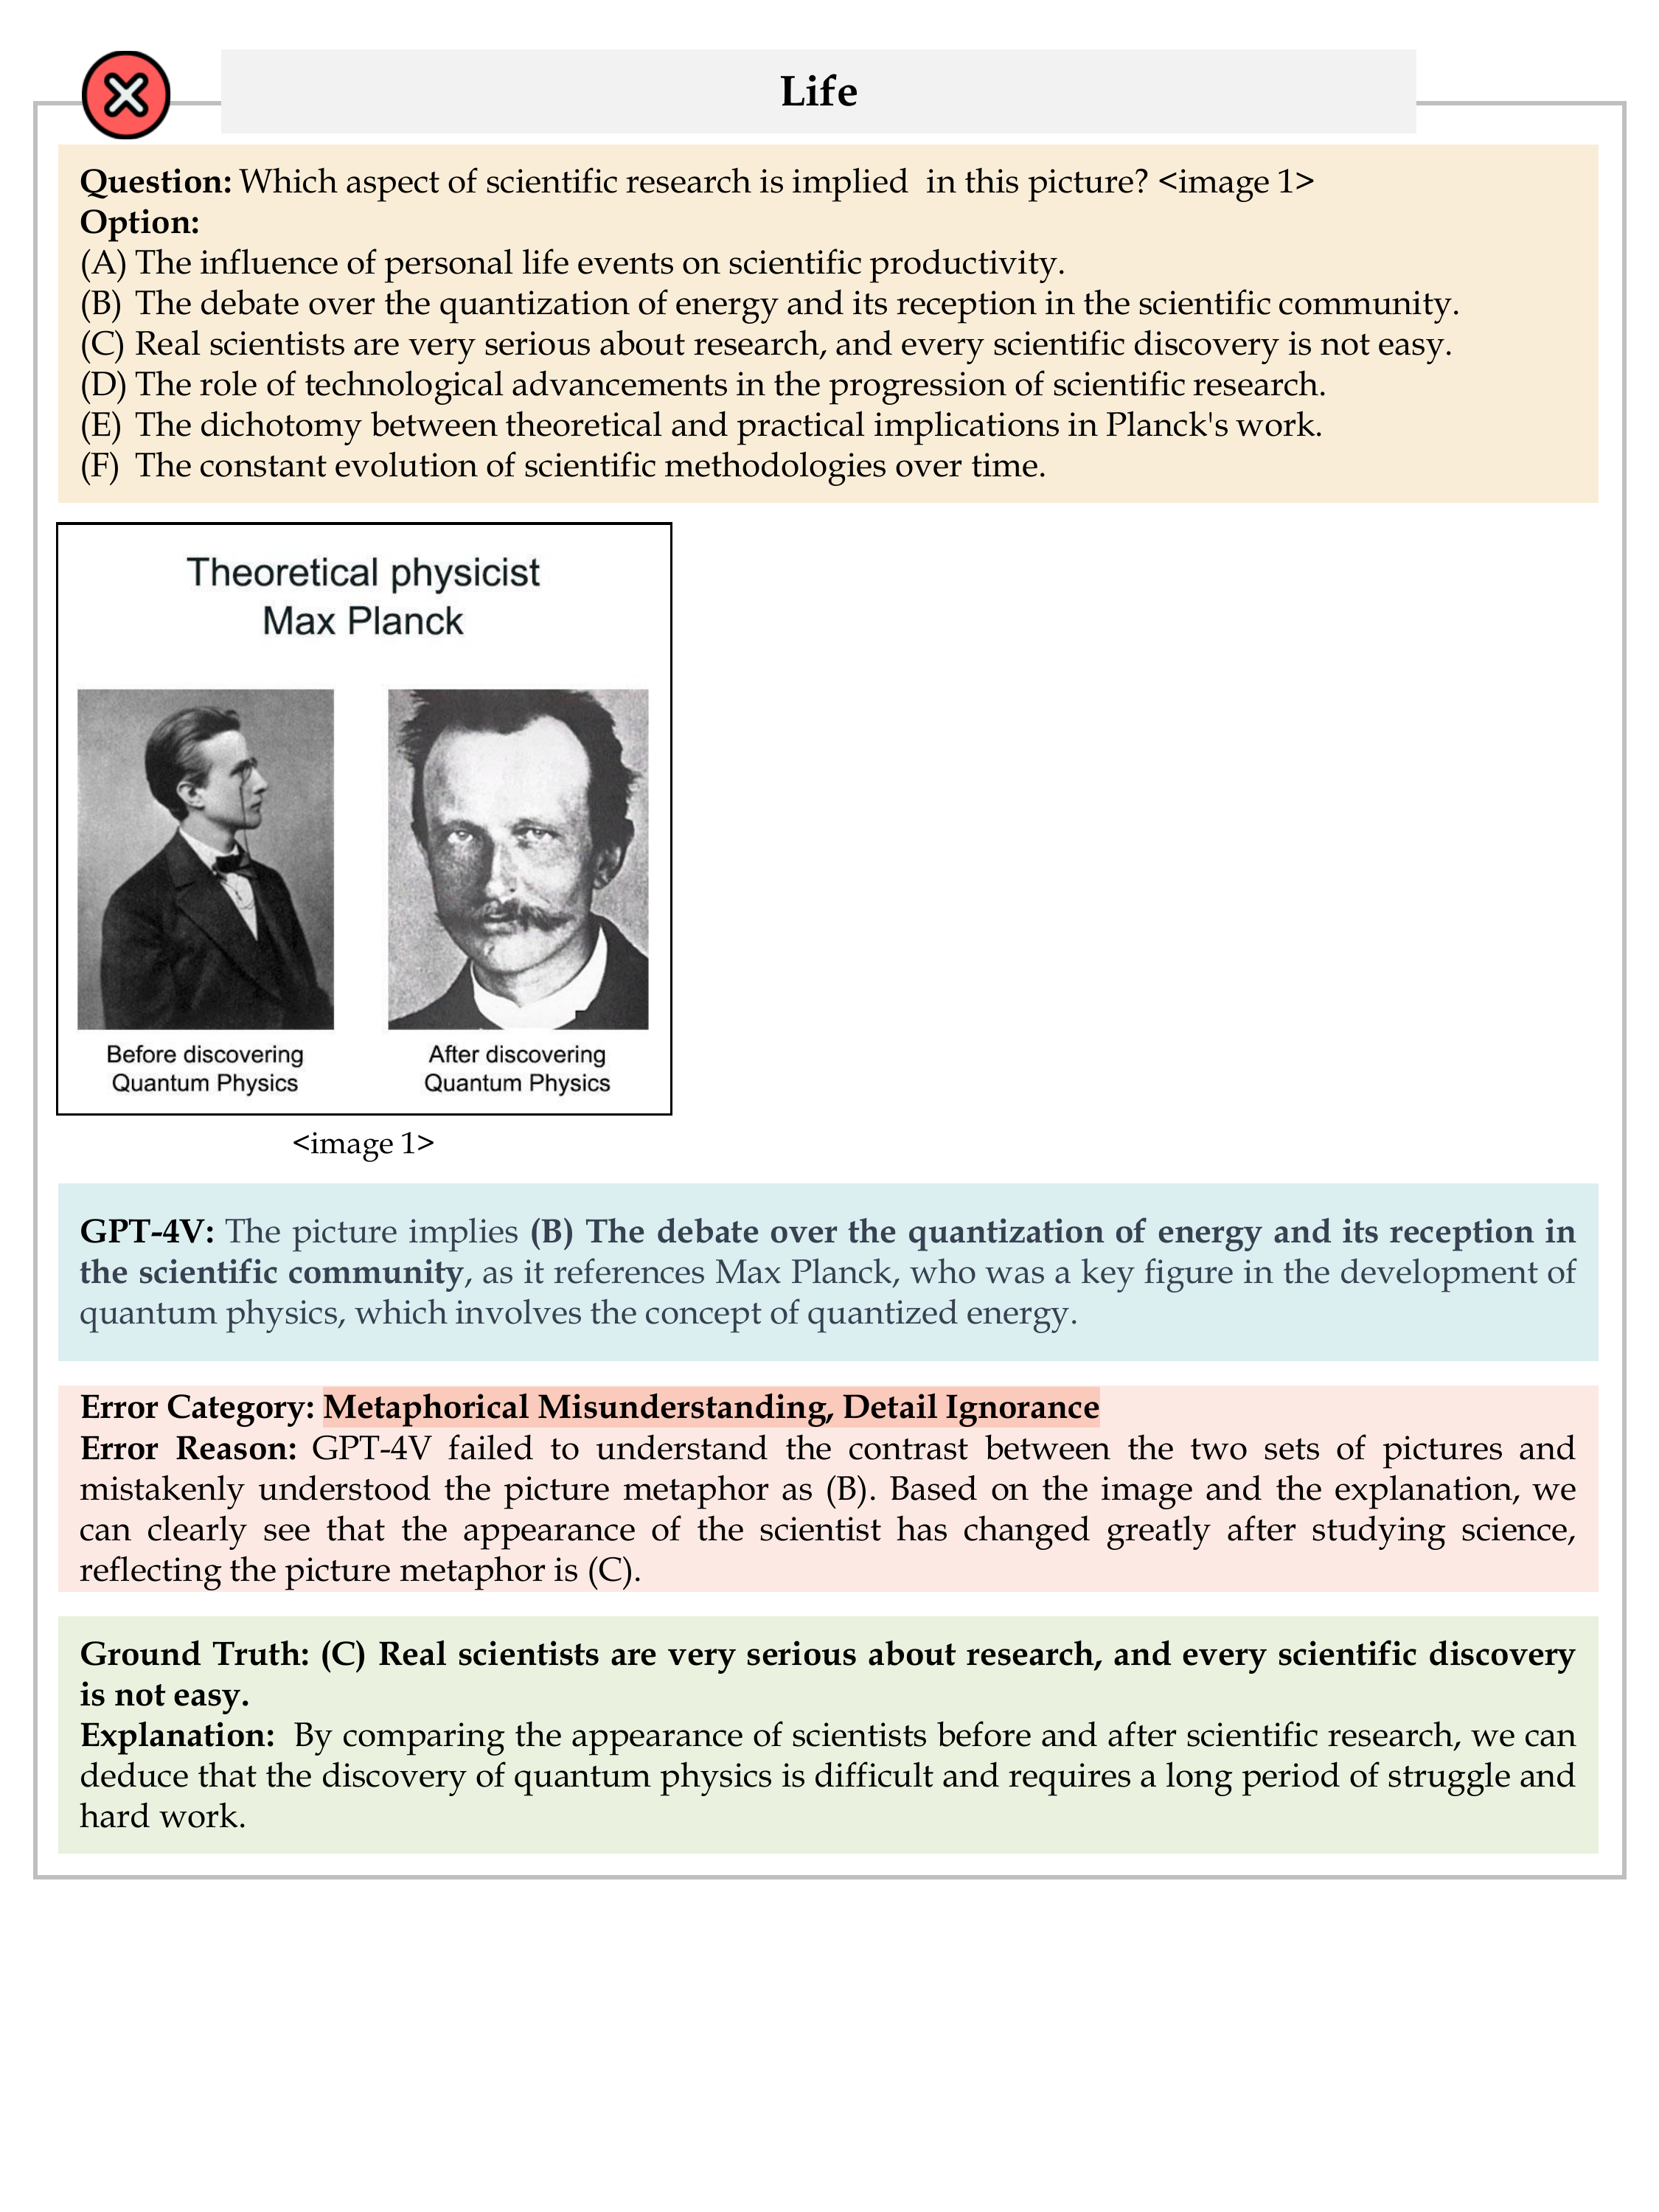 Life
Question: Which aspect of scientific research is implied  in this picture? <image 1>
Option:
(A) The influence of personal life events on scientific productivity.
(B) The debate over the quantization of energy and its reception in the scientific community.
(C) Real scientists are very serious about research, and every scientific discovery is not easy.
(D) The role of technological advancements in the progression of scientific research.
(E) The dichotomy between theoretical and practical implications in Planck's work.
(F) The constant evolution of scientific methodologies over time.
Theoretical physicist
Max Planck
Before discovering
Quantum Physics
After discovering
Quantum Physics
<image 1>
GPT-4V: The picture implies (B) The debate over the quantization of energy and its reception in
the scientific community, as it references Max Planck, who was a key figure in the development of
quantum physics, which involves the concept of quantized energy.
Error Category: Metaphorical Misunderstanding, Detail Ignorance
Error Reason: GPT-4V failed to understand the contrast between the two sets of pictures and
mistakenly understood the picture metaphor as (B). Based on the image and the explanation, we
can clearly see that the appearance of the scientist has changed greatly after studying science,
reflecting the picture metaphor is (C).
Ground Truth: (C) Real scientists are very serious about research, and every scientific discovery
is not easy.
Explanation: By comparing the appearance of scientists before and after scientific research, we can
deduce that the discovery of quantum physics is difficult and requires a long period of struggle and
hard work.